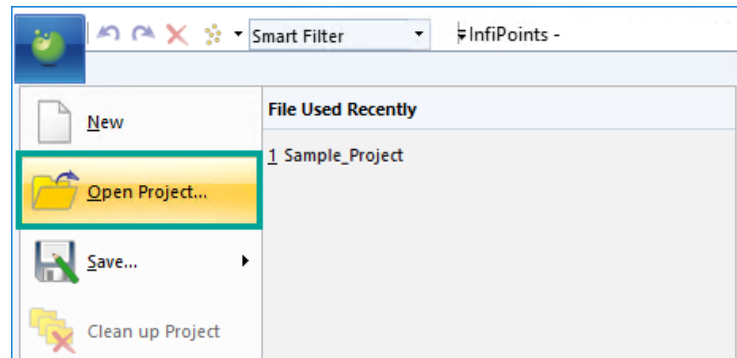 Smart Filter
InfiPoints -
New
File Used Recently
1 Sample_Project
Open Project...
Save...
Clean up Project